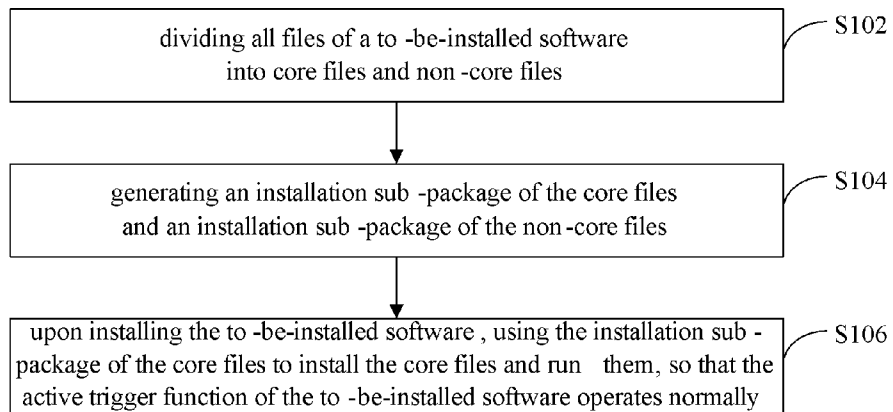 dividing all files of a to -be-installed software
into core files and non -core files
S102
generating an installation sub -package of the core files
and an installation sub -package of the non -core files
S104
upon installing the to -be-installed software , using the installation sub -
package of the core files to install the core files and run them, so that the
active trigger function of the to -be-installed software operates normally
S106